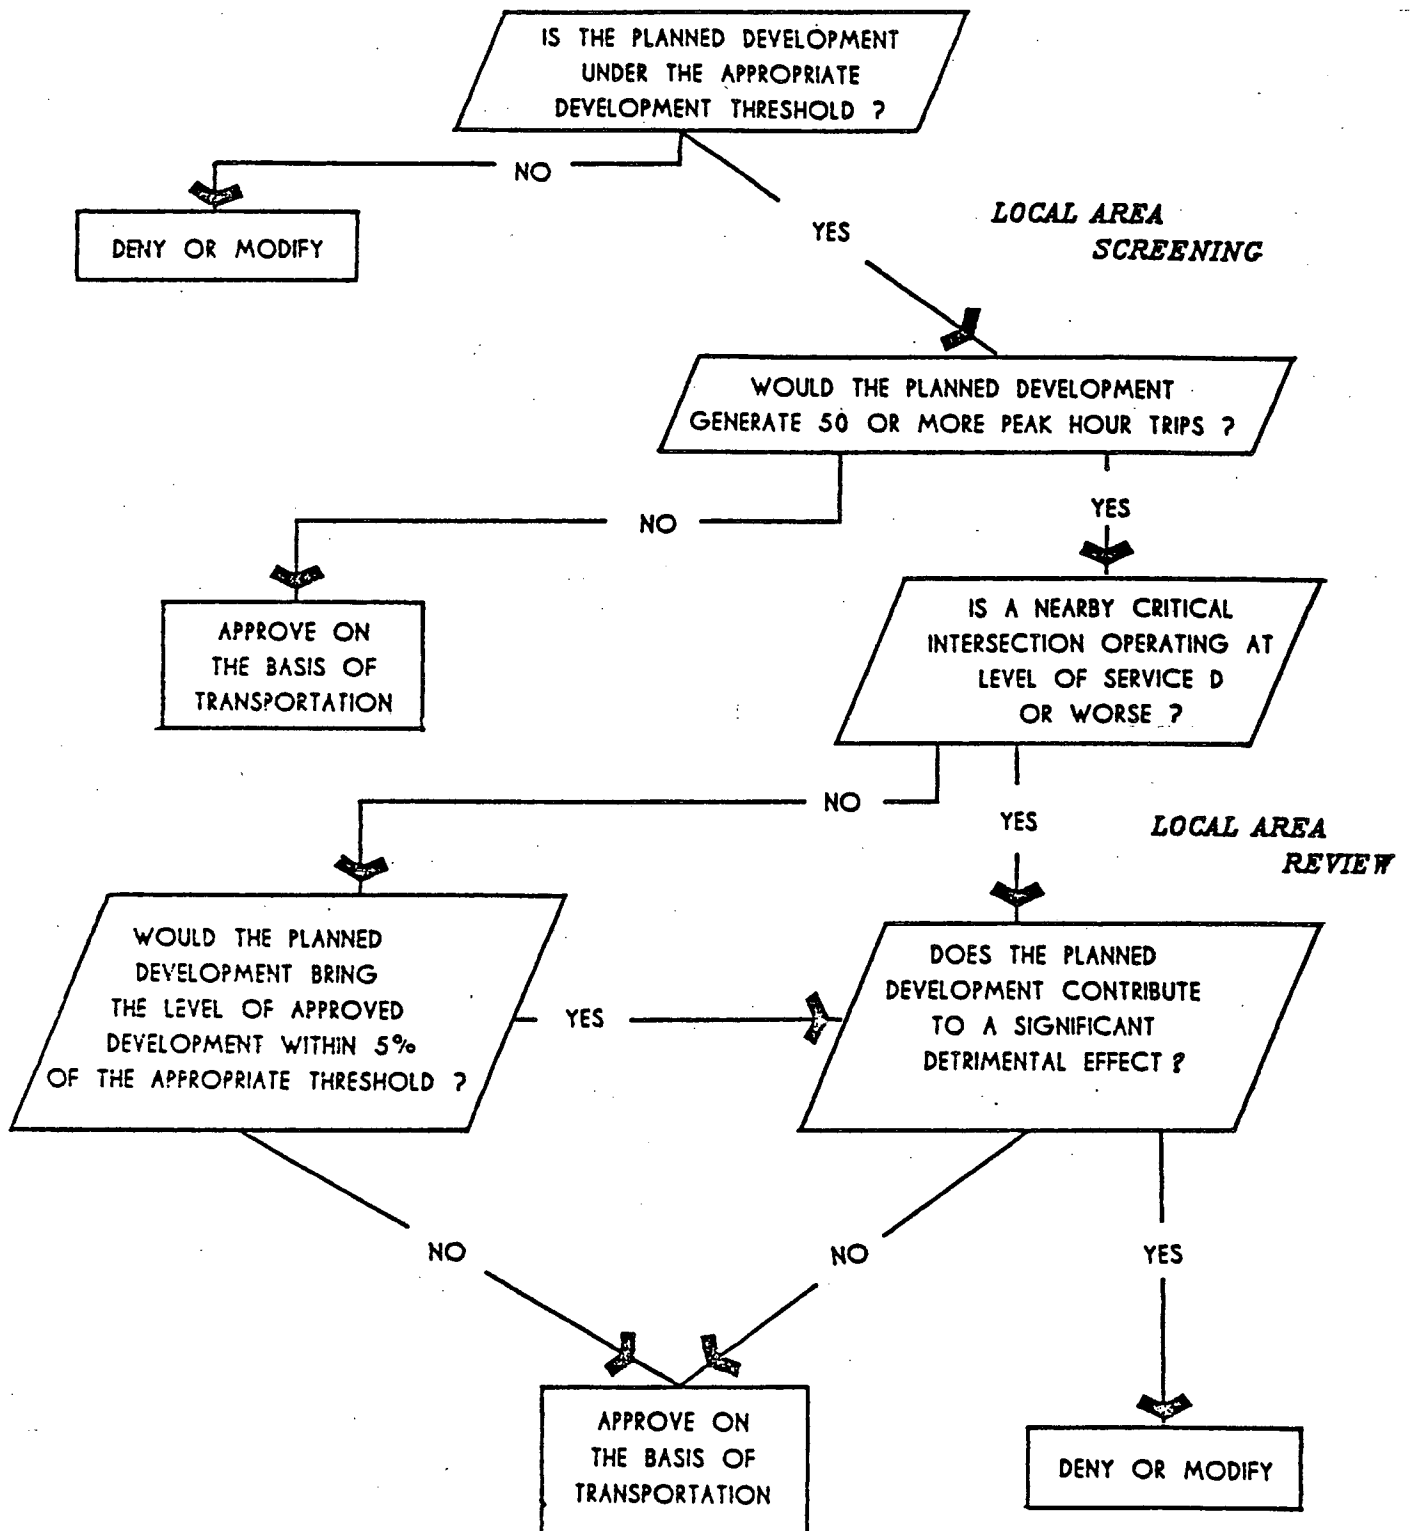 IS THE PLANNED DEVELOPMENT
UNDER THE APPROPRIATE
DEVELOPMENT THRESHOLD ?
NO
YES
DENY OR MODIFY
LOCAL AREA
SCREENING
WOULD THE PLANNED DEVELOPMENT
GENERATE 50 OR MORE PEAK HOUR TRIPS ?
NO
YES
APPROVE ON
THE BASIS OF
TRANSPORTATION
IS A NEARBY CRITICAL
INTERSECTION OPERATING AT
LEVEL OF SERVICE D
OR WORSE ?
NO
YES
LOCAL AREA
REVIEW
WOULD THE PLANNED
DEVELOPMENT BRING
THE LEVEL OF APPROVED
DEVELOPMENT WITHIN 5%
OF THE APPROPRIATE THRESHOLD ?
YES
DOES THE PLANNED
DEVELOPMENT CONTRIBUTE
TO A SIGNIFICANT
DETRIMENTAL EFFECT ?
NO
NO
YES
APPROVE ON
THE BASIS OF
TRANSPORTATION
DENY OR MODIFY